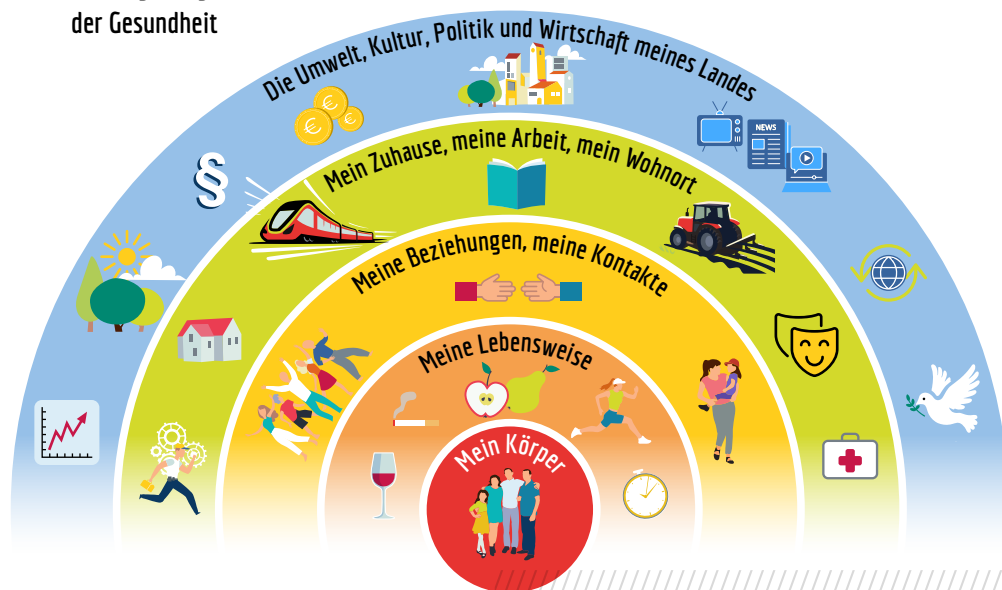 der Gesundheit
Die Umwelt, Kultur, Politik und Wirtschaft meines Landes
NEWS
§
Mein Zuhause, meine Arbeit, mein Wohnort
Meine Beziehungen, meine Kontakte
Meine Lebensweise
Mein Körper